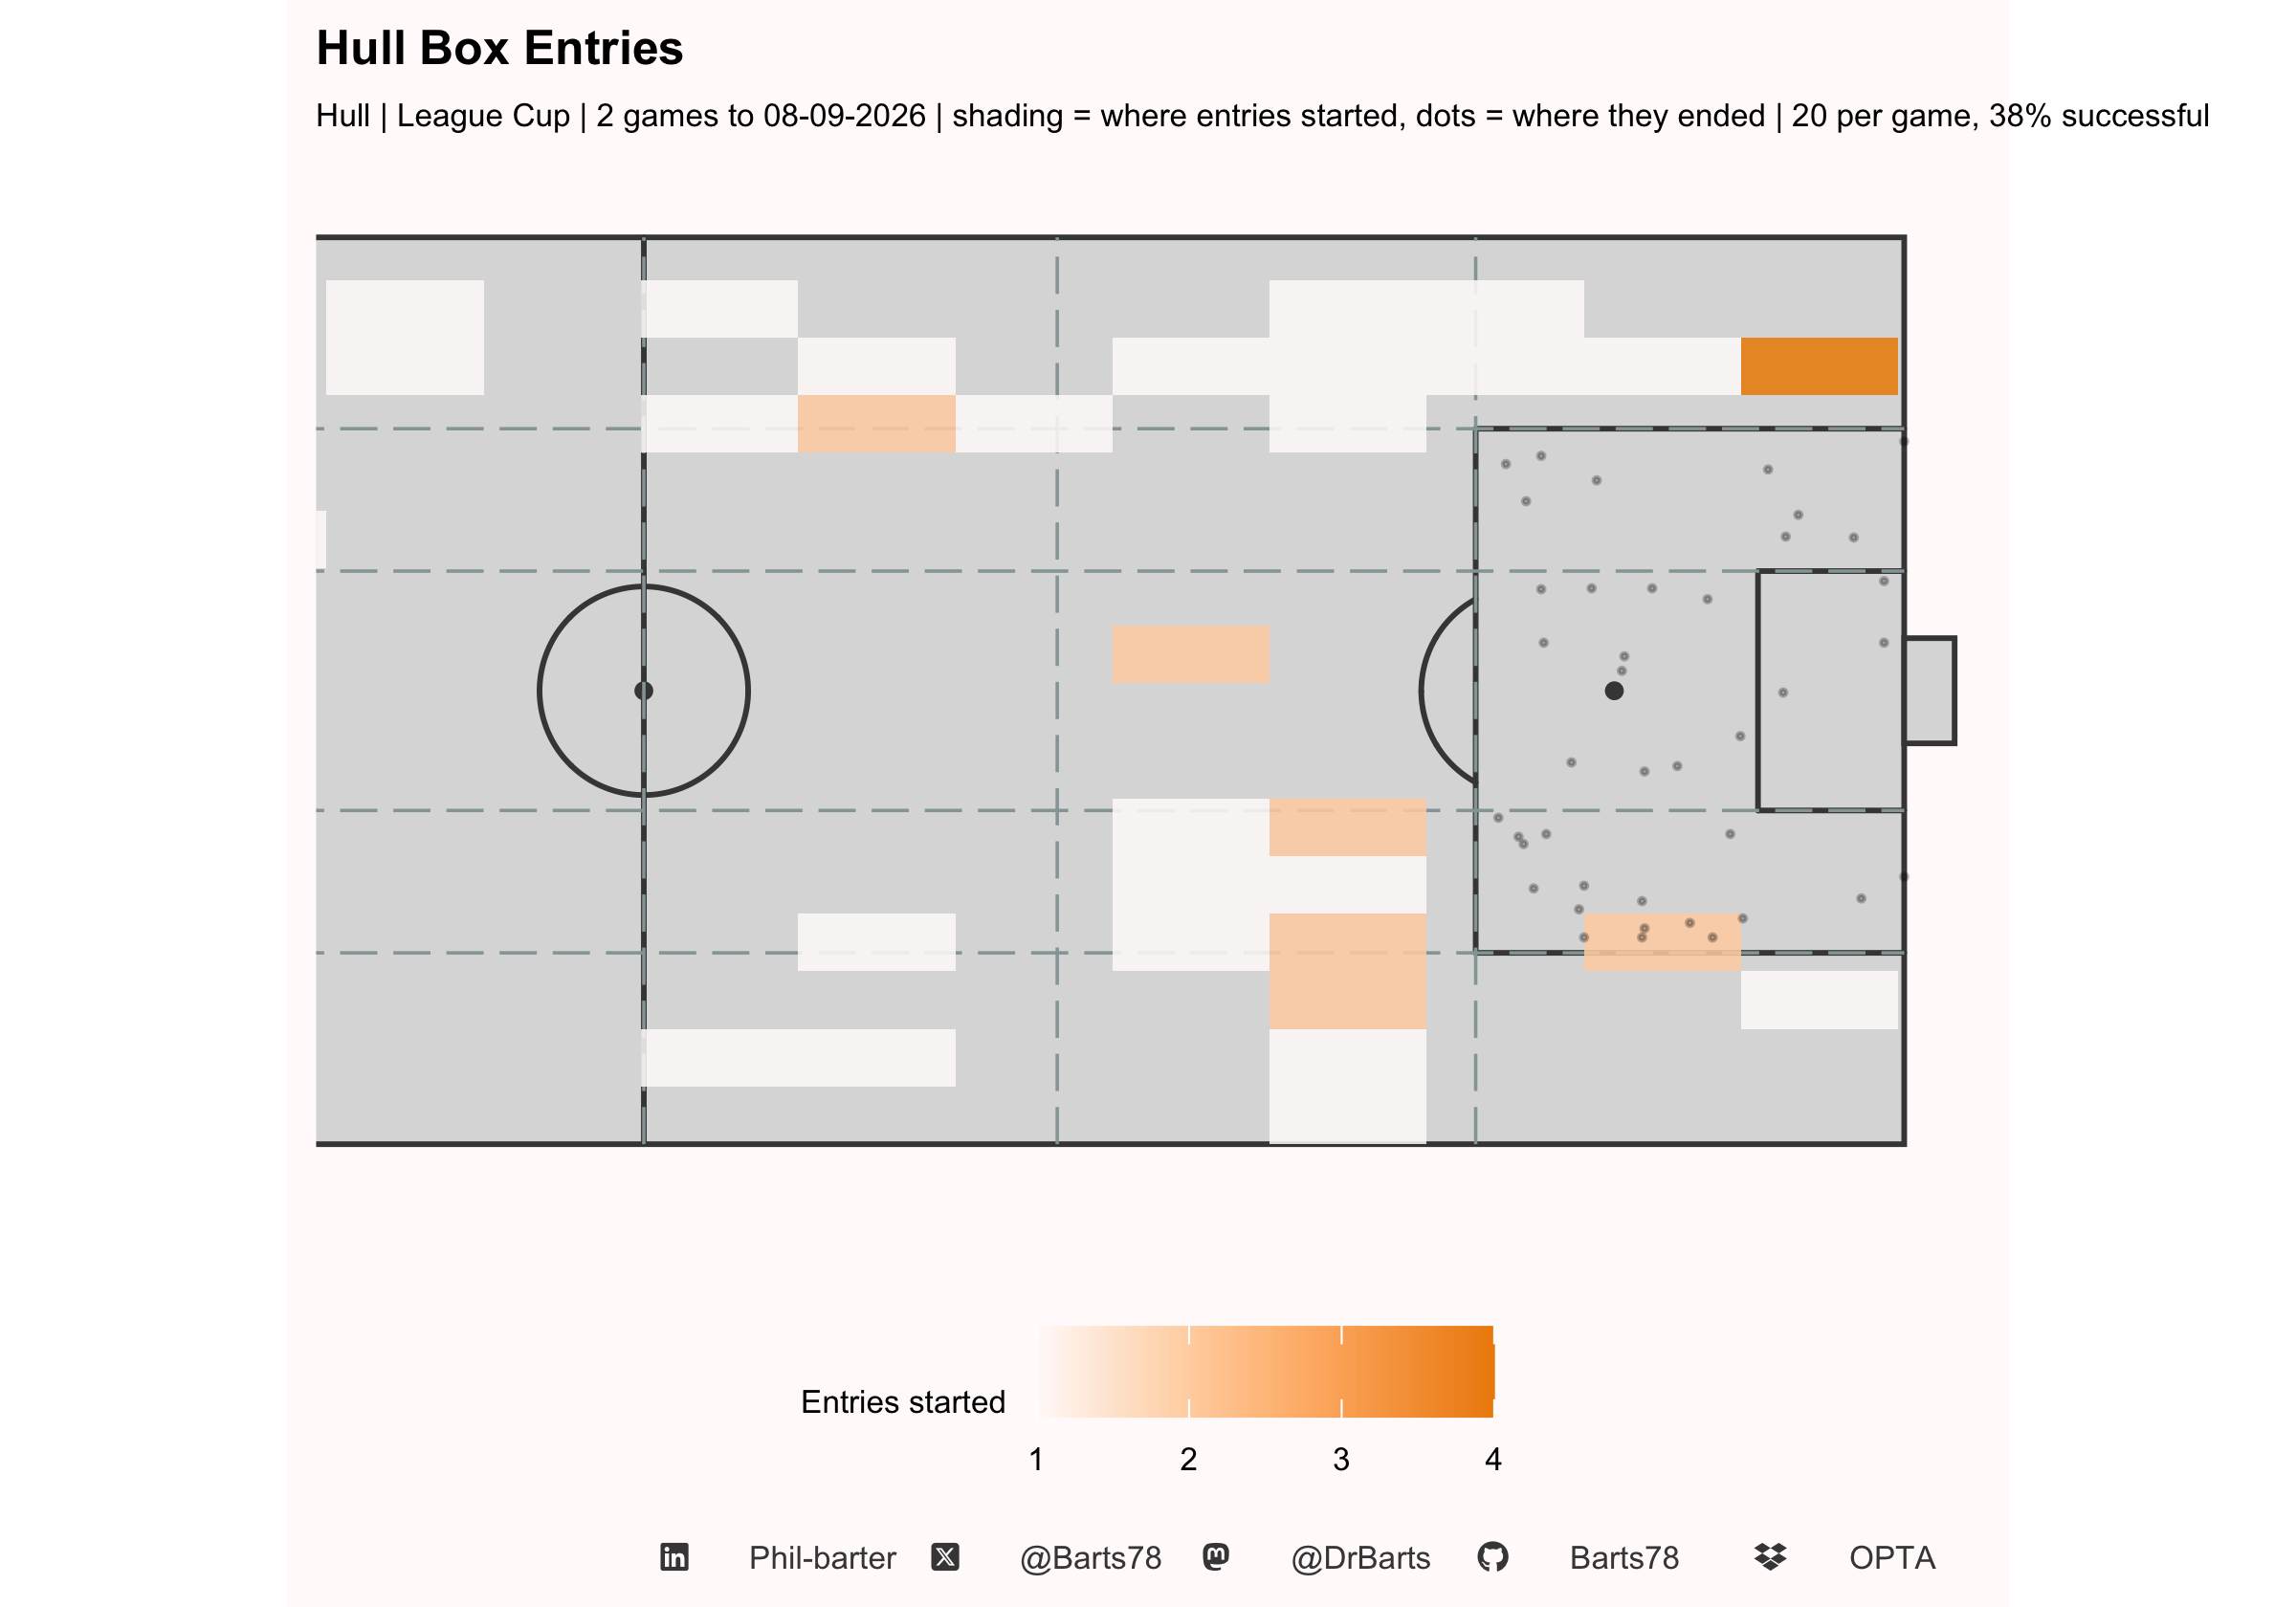 Hull Box Entries
Hull | League Cup | 2 games to 08-09-2026 | shading = where entries started, dots = where they ended | 20 per game, 38% successful
Entries started
1 2 3 4
Phil-barter @Barts78 @DrBarts Barts78 OPTA